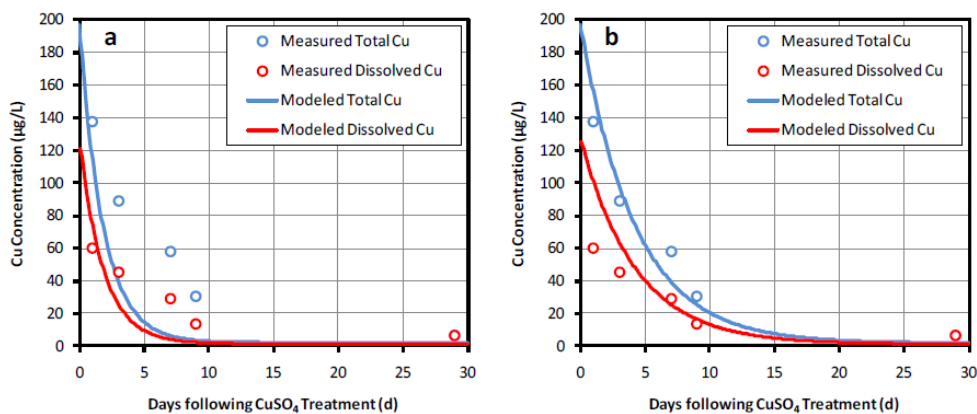 a
Measured Total Cu
Measured Dissolved Cu
Modeled Total Cu
Modeled Dissolved Cu
200
180
160
140
120
100
80
60
40
20
0
Cu Concentration (µg/L)
0 5 10 15 20 25 30
Days following CuSO₄ Treatment (d)
b
Measured Total Cu
Measured Dissolved Cu
Modeled Total Cu
Modeled Dissolved Cu
200
180
160
140
120
100
80
60
40
20
0
Cu Concentration (µg/L)
0 5 10 15 20 25 30
Days following CuSO₄ Treatment (d)